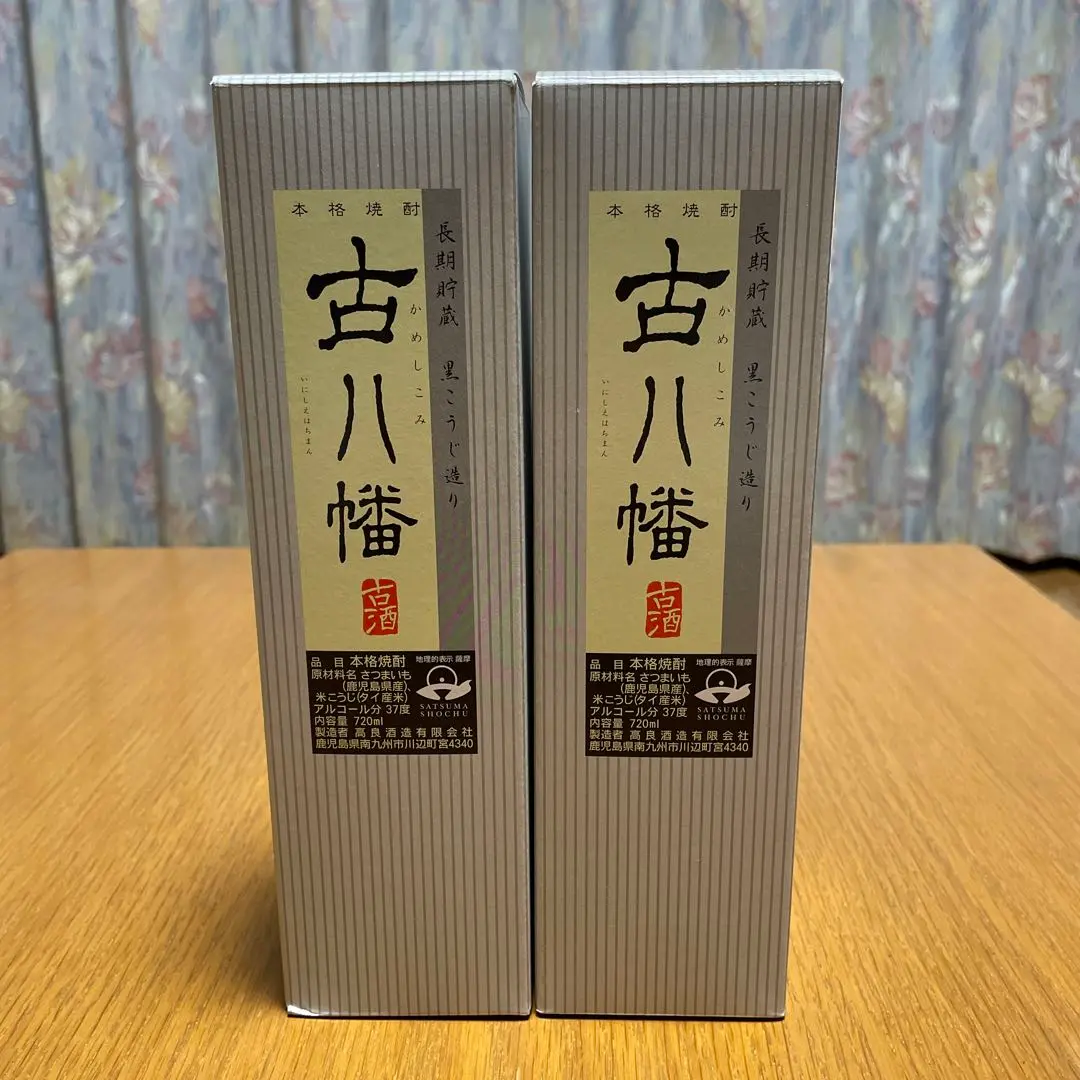 本格焼酎
長期貯蔵 黒こうじ造り
古八幡
かめしこみ
いにしえはちまん
古酒
品目 本格焼酎
原材料名 さつまいも
(鹿児島県産)、
米こうじ(タイ産米)
アルコール分 37度
内容量 720ml
製造者 高良酒造有限会社
鹿児島県南九州市川辺町宮4340
地理的表示 薩摩
SATSUMA
SHOCHU
本格焼酎
長期貯蔵 黒こうじ造り
古八幡
かめしこみ
いにしえはちまん
古酒
品目 本格焼酎
原材料名 さつまいも
(鹿児島県産)、
米こうじ(タイ産米)
アルコール分 37度
内容量 720ml
製造者 高良酒造有限会社
鹿児島県南九州市川辺町宮4340
地理的表示 薩摩
SATSUMA
SHOCHU